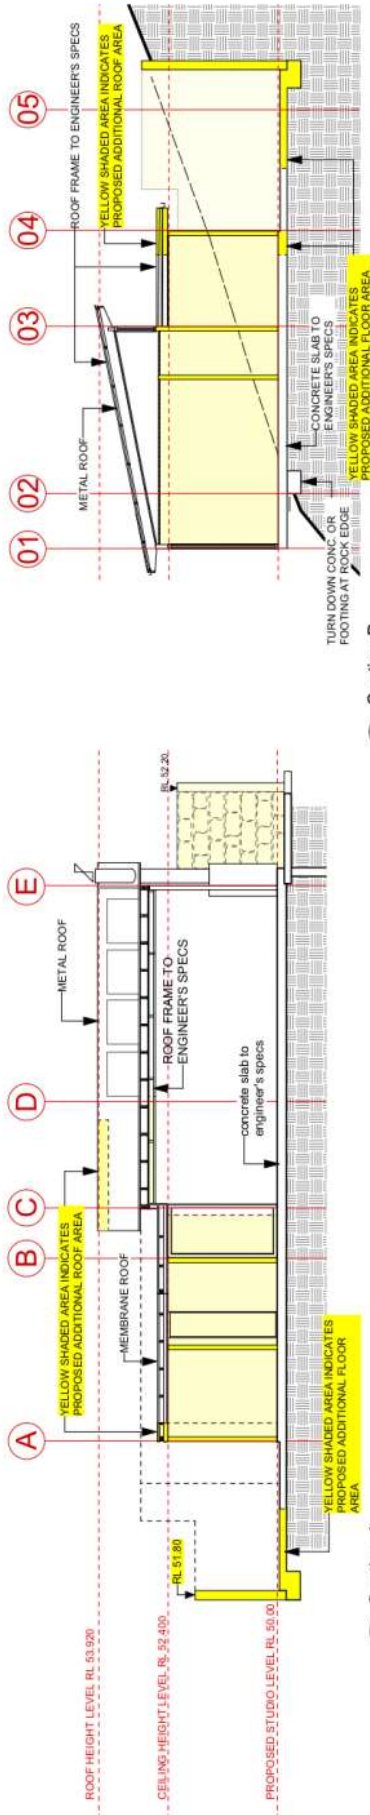 A
B
C
D
E
METAL ROOF
YELLOW SHADED AREA INDICATES
PROPOSED ADDITIONAL ROOF AREA
MEMBRANE ROOF
ROOF FRAME TO
ENGINEER'S SPECS
concrete slab to
engineer's specs
RL 52.20
RL 51.80
ROOF HEIGHT LEVEL RL 53.920
CEILING HEIGHT LEVEL RL 52.400
PROPOSED STUDIO LEVEL RL 50.00
YELLOW SHADED AREA INDICATES
PROPOSED ADDITIONAL FLOOR
AREA
01
02
03
04
05
METAL ROOF
ROOF FRAME TO ENGINEER'S SPECS
YELLOW SHADED AREA INDICATES
PROPOSED ADDITIONAL ROOF AREA
CONCRETE SLAB TO
ENGINEER'S SPECS
TURN DOWN CONC. OR
FOOTING AT ROCK EDGE
YELLOW SHADED AREA INDICATES
PROPOSED ADDITIONAL FLOOR AREA